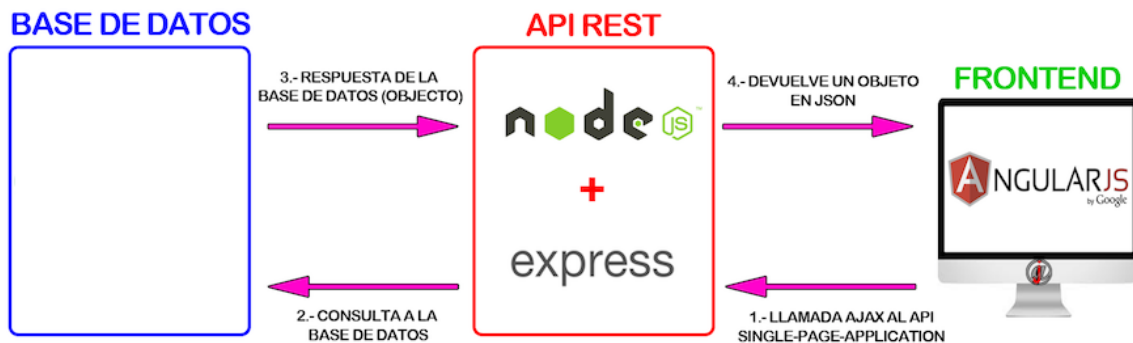 BASE DE DATOS
API REST
FRONTEND
3.- RESPUESTA DE LA
BASE DE DATOS (OBJECTO)
4.- DEVUELVE UN OBJETO
EN JSON
node
JS
™
+
express
ANGULARJS
by Google
2.- CONSULTA A LA
BASE DE DATOS
1.- LLAMADA AJAX AL API
SINGLE-PAGE-APPLICATION